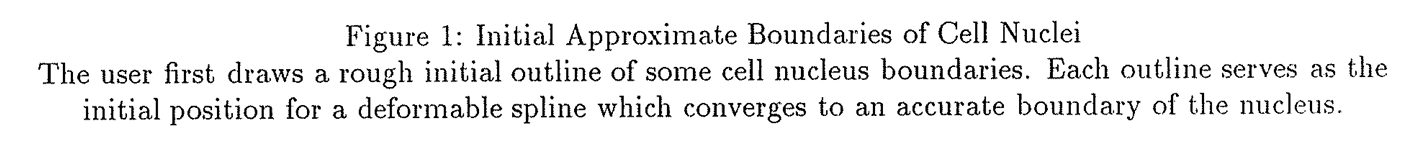 Figure 1: Initial Approximate Boundaries of Cell Nuclei
The user first draws a rough initial outline of some cell nucleus boundaries. Each outline serves as the
initial position for a deformable spline which converges to an accurate boundary of the nucleus.